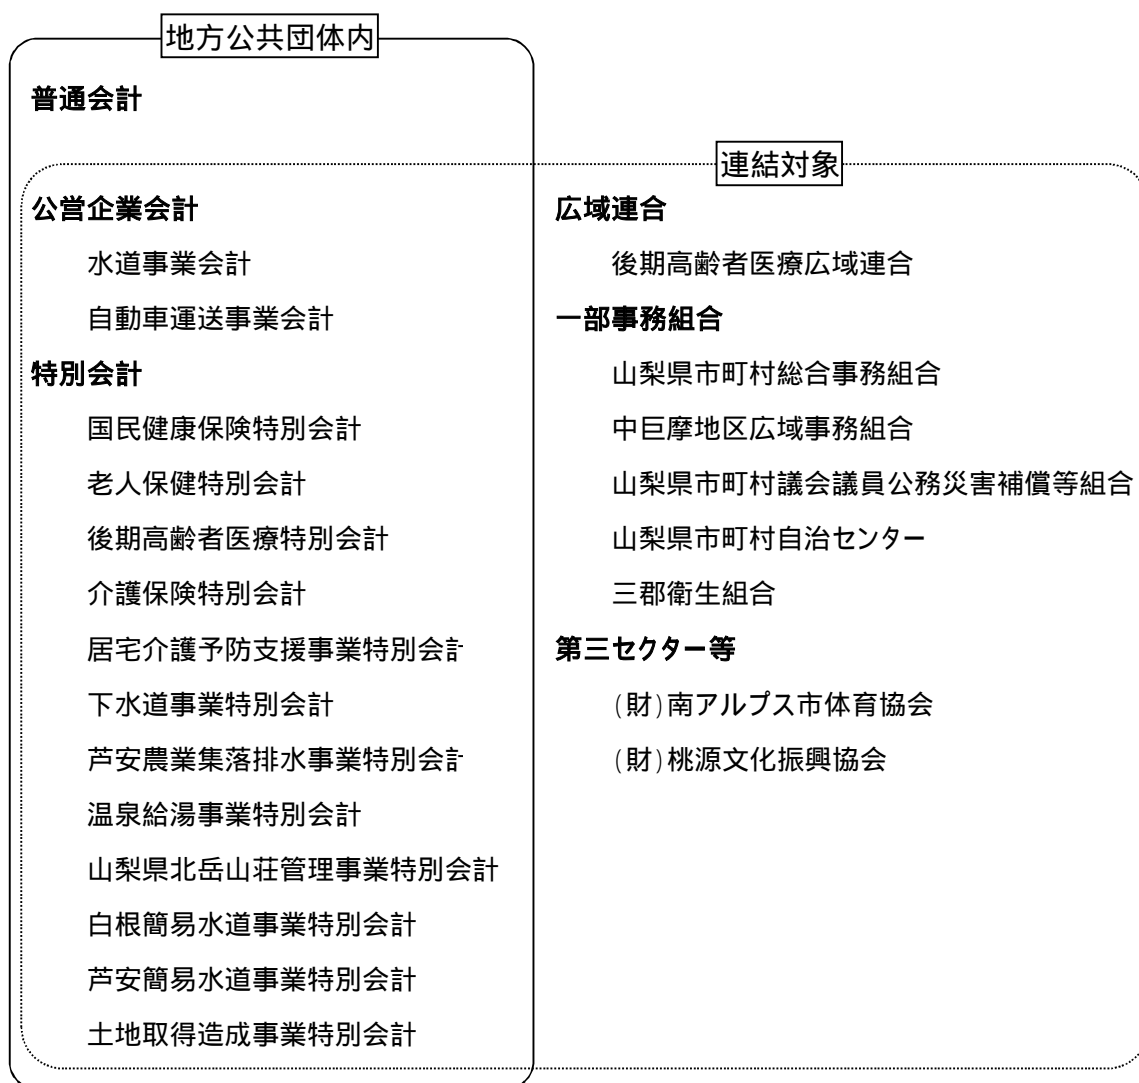 地方公共団体内
普通会計
連結対象
公営企業会計
水道事業会計
自動車運送事業会計
特別会計
国民健康保険特別会計
老人保健特別会計
後期高齢者医療特別会計
介護保険特別会計
居宅介護予防支援事業特別会計
下水道事業特別会計
芦安農業集落排水事業特別会計
温泉給湯事業特別会計
山梨県北岳山荘管理事業特別会計
白根簡易水道事業特別会計
芦安簡易水道事業特別会計
土地取得造成事業特別会計
広域連合
後期高齢者医療広域連合
一部事務組合
山梨県市町村総合事務組合
中巨摩地区広域事務組合
山梨県市町村議会議員公務災害補償等組合
山梨県市町村自治センター
三郡衛生組合
第三セクター等
(財)南アルプス市体育協会
(財)桃源文化振興協会